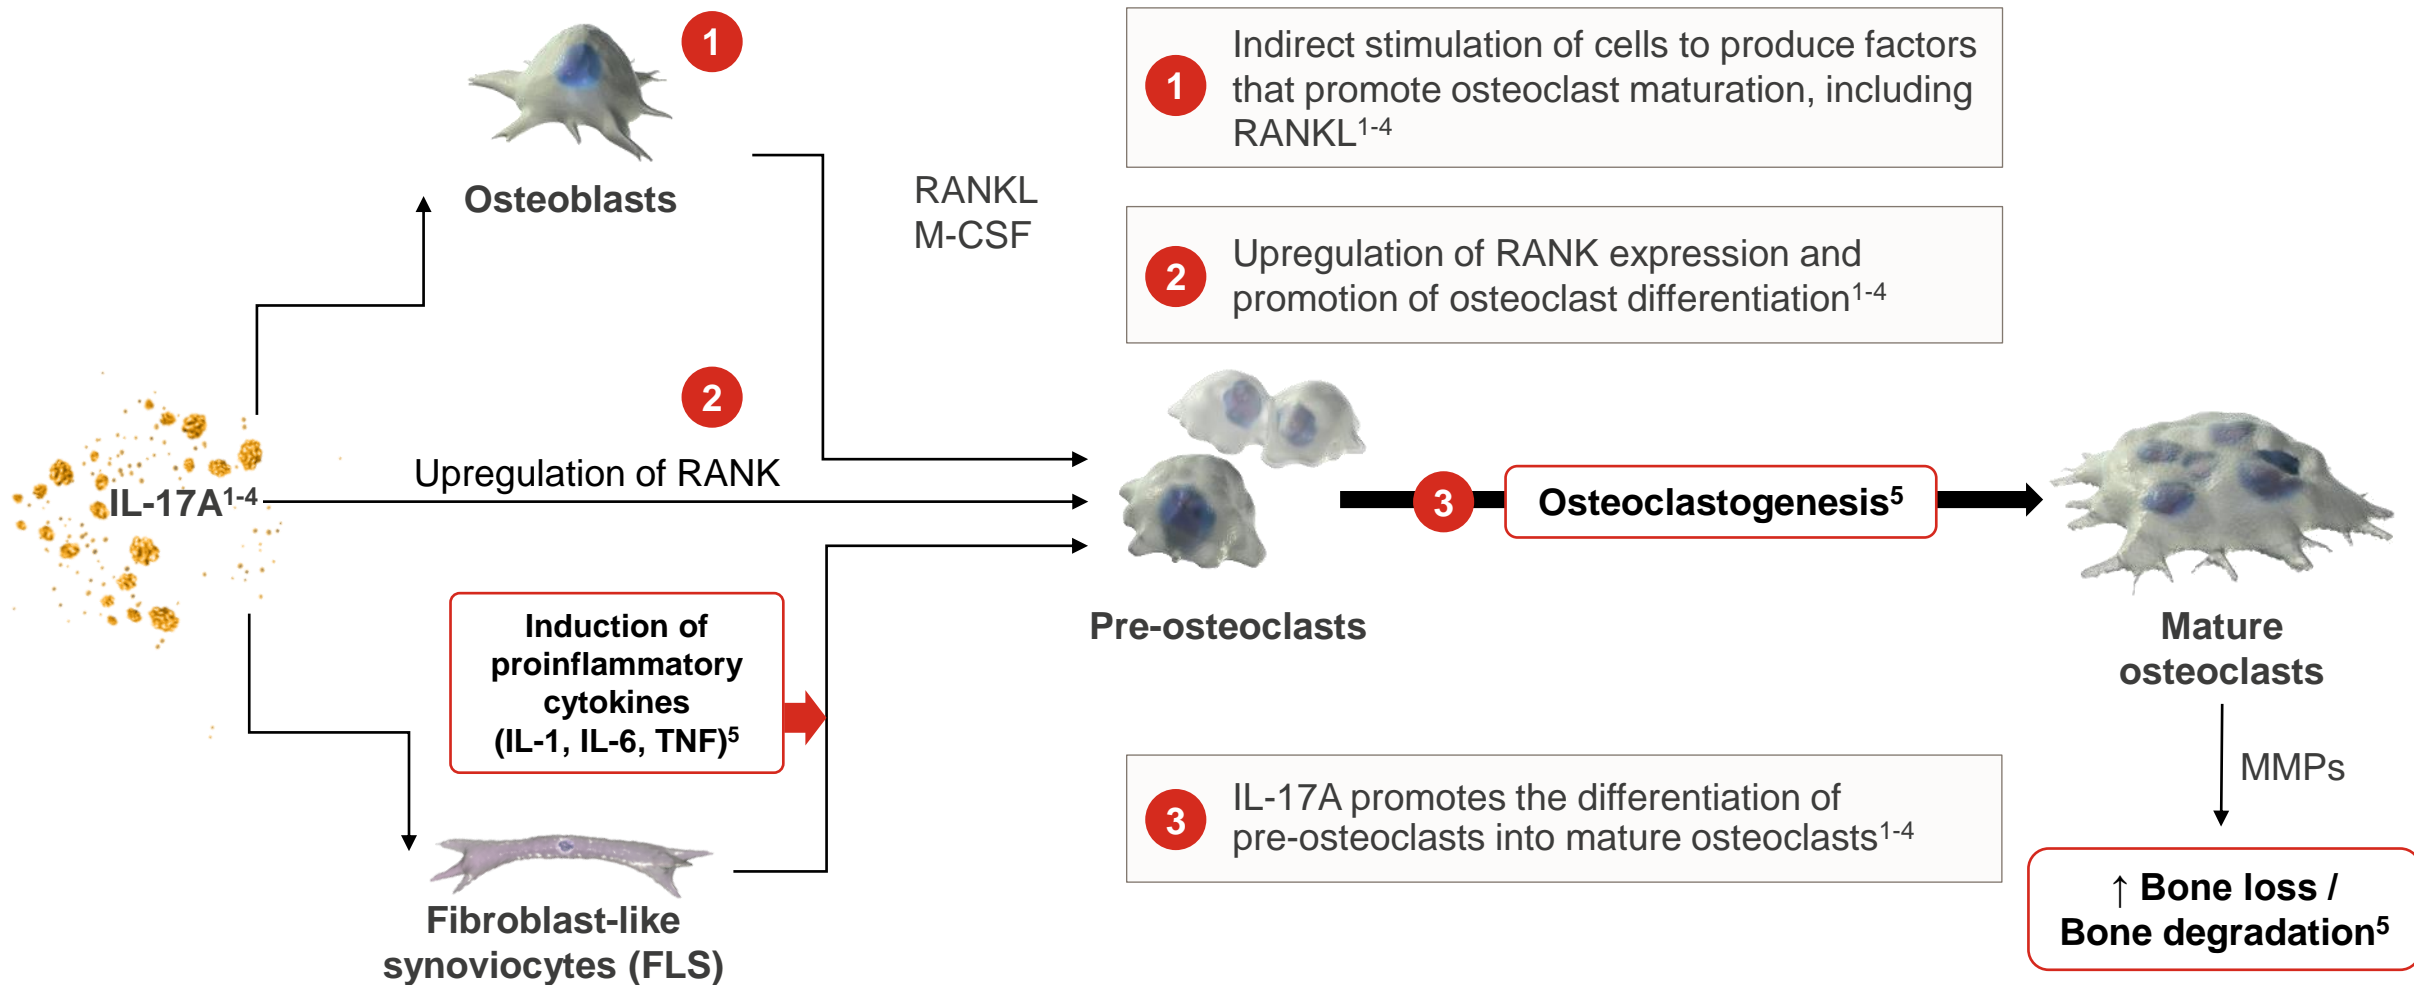 1
Osteoblasts
RANKL
M-CSF
1
Indirect stimulation of cells to produce factors
that promote osteoclast maturation, including
RANKL1-4
2
Upregulation of RANK expression and
promotion of osteoclast differentiation1-4
2
Upregulation of RANK
IL-17A1-4
3
Osteoclastogenesis5
Induction of
proinflammatory
cytokines
(IL-1, IL-6, TNF)5
Pre-osteoclasts
Mature
osteoclasts
MMPs
3
IL-17A promotes the differentiation of
pre-osteoclasts into mature osteoclasts1-4
Fibroblast-like
synoviocytes (FLS)
↑ Bone loss /
Bone degradation5